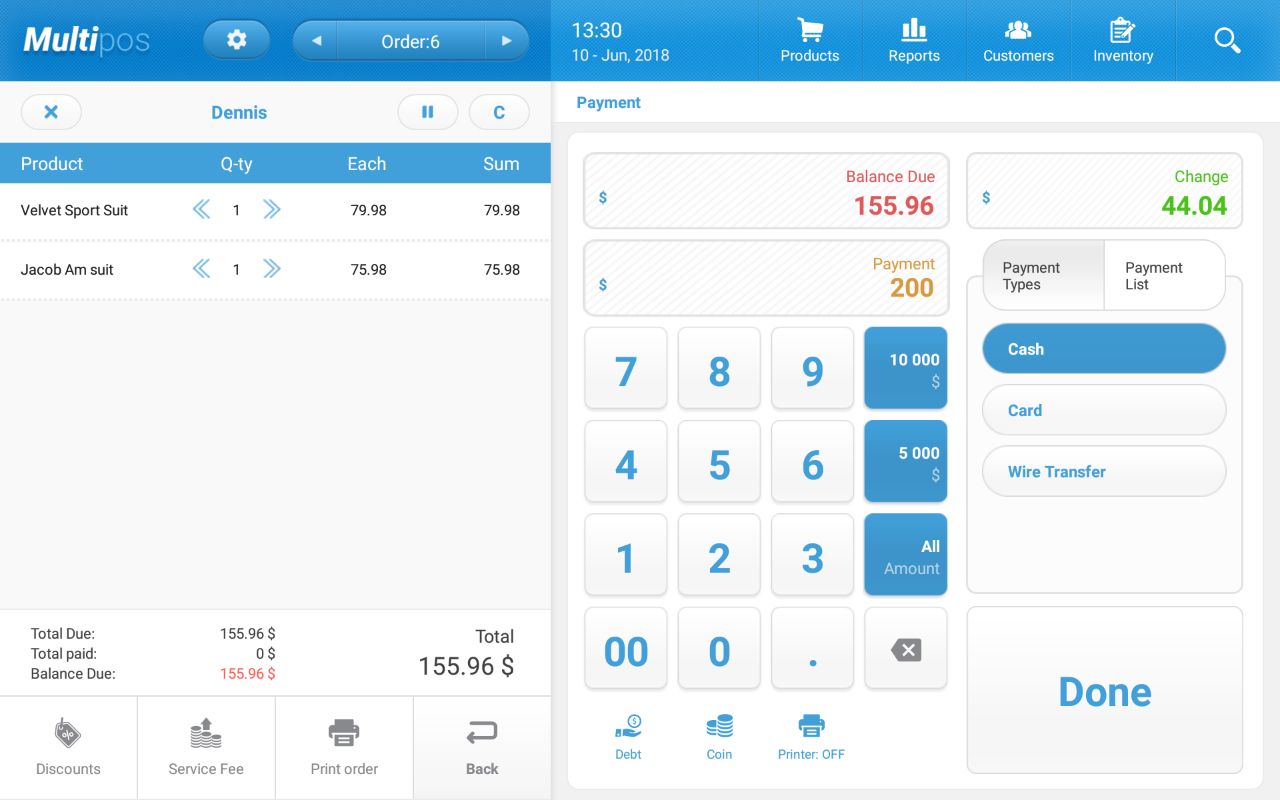 Multipos
Order:6
13:30
10 - Jun, 2018
Products
Reports
Customers
Inventory
Dennis
C
Payment
Product Q-ty Each Sum
Velvet Sport Suit 1 79.98 79.98
Jacob Am suit 1 75.98 75.98
Total Due: 155.96 $
Total paid: 0 $
Balance Due: 155.96 $
Total
155.96 $
Discounts
Service Fee
Print order
Back
Balance Due
$ 155.96
Change
$ 44.04
Payment
$ 200
7 8 9 10 000 $
4 5 6 5 000 $
1 2 3 All Amount
00 0 .
Debt
Coin
Printer: OFF
Payment Types
Payment List
Cash
Card
Wire Transfer
Done